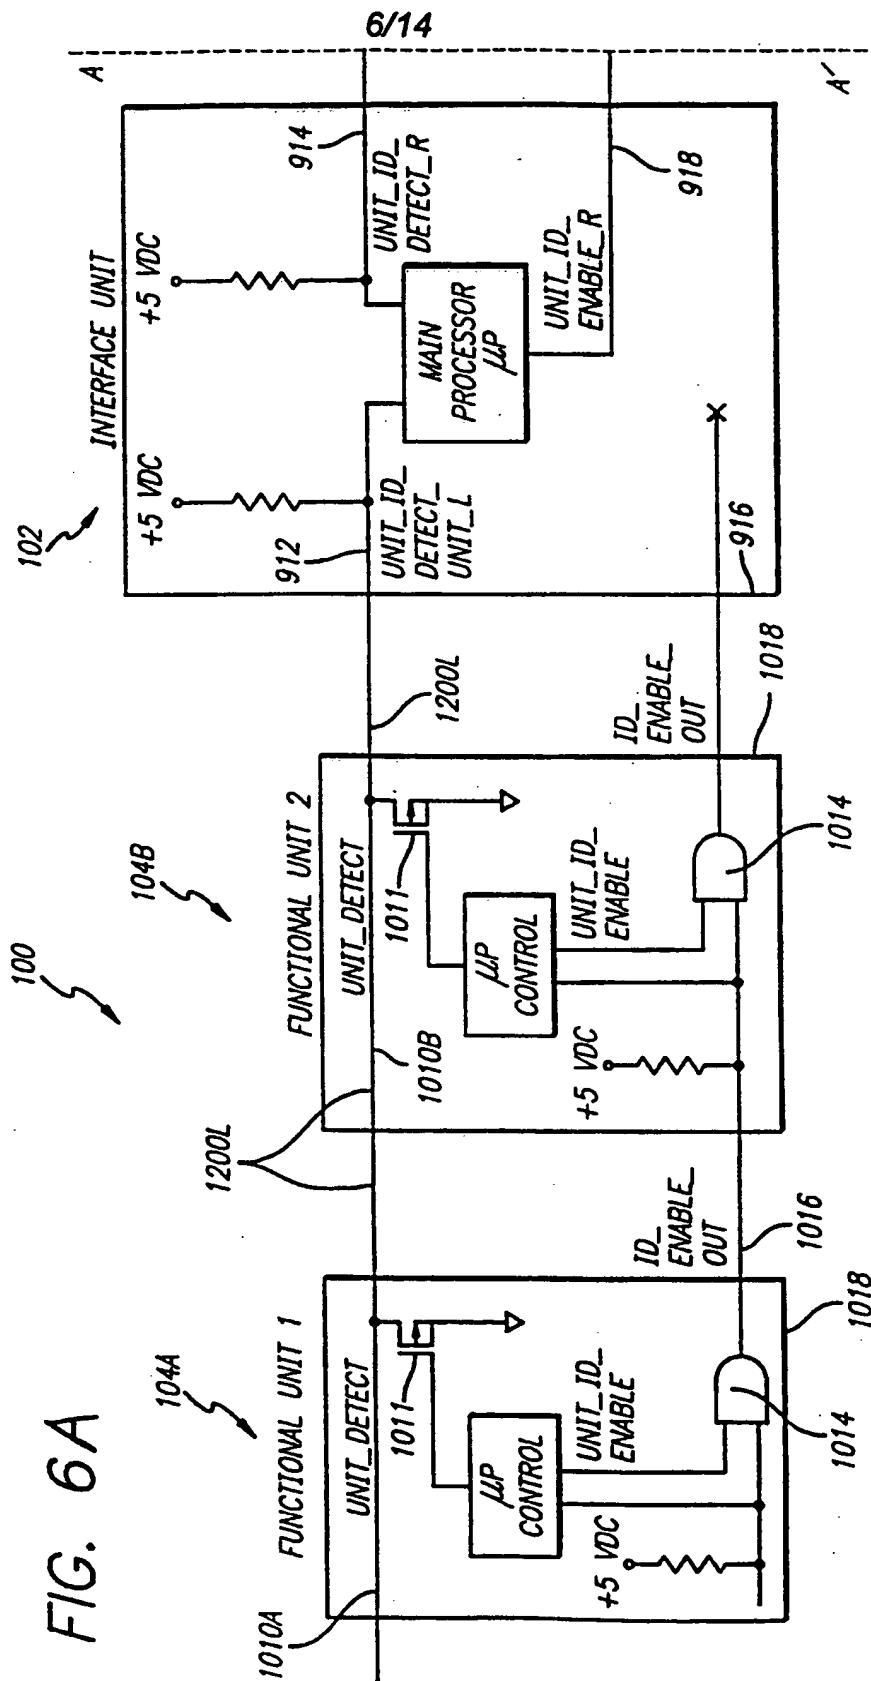 6/14
FIG. 6A
100
102
INTERFACE UNIT
+5 VDC
+5 VDC
912
914
UNIT_ID_
DETECT_
UNIT_L
UNIT_ID_
DETECT_R
MAIN
PROCESSOR
μP
UNIT_ID_
ENABLE_R
918
916
A
A′
104A
FUNCTIONAL UNIT 1
UNIT_DETECT
1010A
1011
μP
CONTROL
UNIT_ID_
ENABLE
+5 VDC
1014
1018
ID_
ENABLE_
OUT
1016
1200L
104B
FUNCTIONAL UNIT 2
UNIT_DETECT
1010B
1011
μP
CONTROL
UNIT_ID_
ENABLE
+5 VDC
1014
1018
ID_
ENABLE_
OUT
1200L